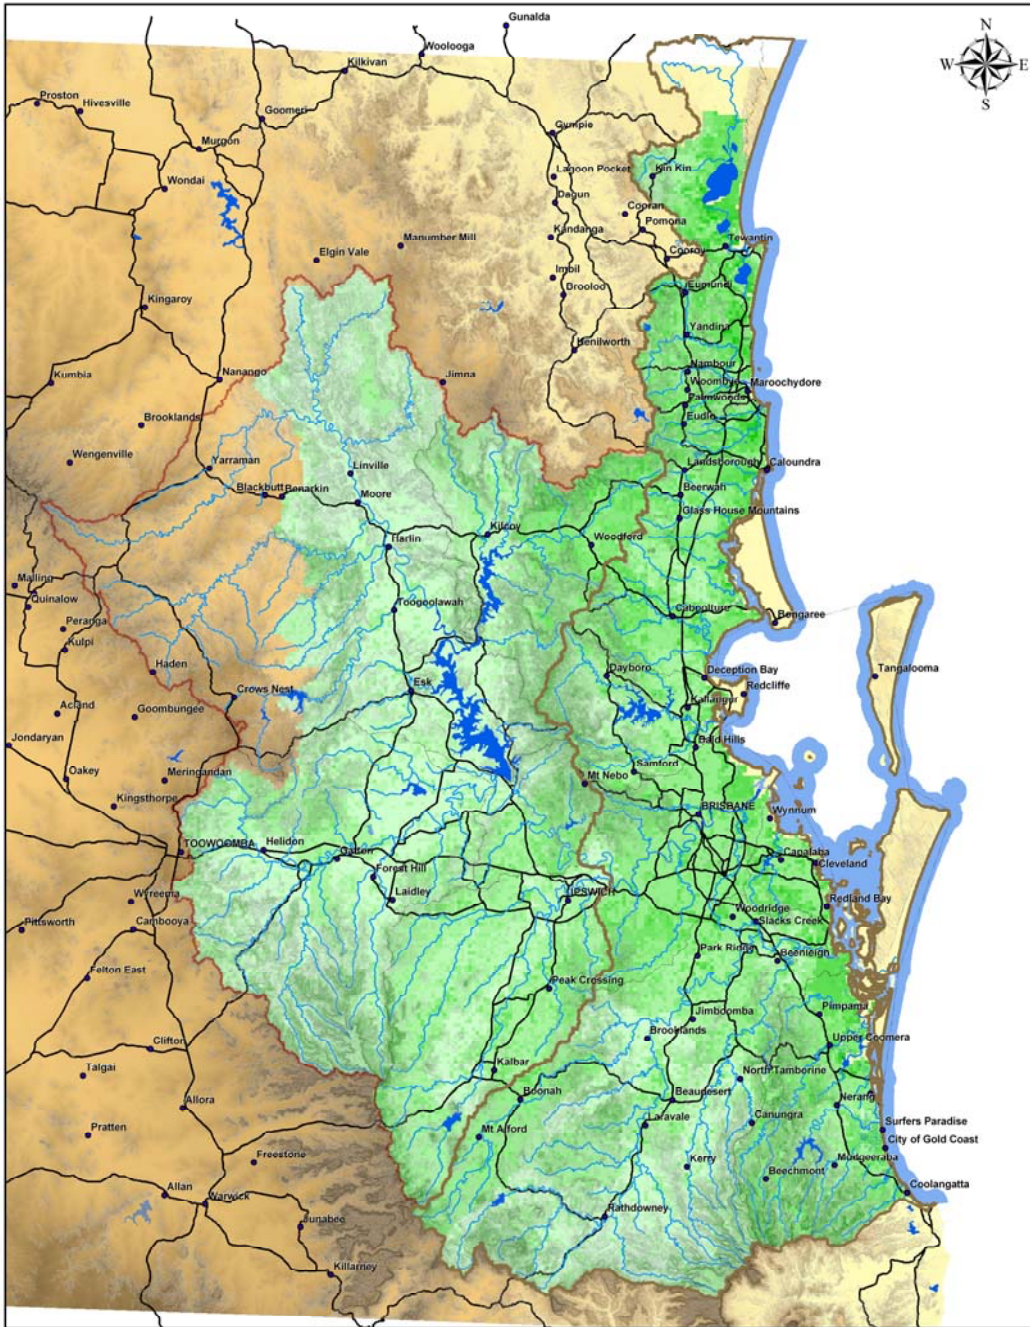 Gunalda
N
Woolooga
W
E
Kilkivan
S
Proston
Hivesville
Goomeri
Gympie
Murgon
Lagoon Pocket
Kin Kin
Wondai
Dagun
Cooran
Pomona
Manumber Mill
Kandanga
Tewantin
Elgin Vale
Cooroy
Imbil
Eumundi
Brooloo
Kingaroy
Yandina
Kenilworth
Nambour
Kumbia
Nanango
Jimna
Woombye
Maroochydore
Palmwoods
Brooklands
Eudlo
Wengenville
Yarraman
Linville
Landsborough
Caloundra
Blackbutt
Benarkin
Moore
Beerwah
Glass House Mountains
Kilcoy
Harlin
Woodford
Malling
Quinalow
Toogoolawah
Caboolture
Bongaree
Peranga
Kulpi
Haden
Dayboro
Deception Bay
Tangalooma
Esk
Redcliffe
Crows Nest
Kallangur
Acland
Goombungee
Jondaryan
Bald Hills
Oakey
Meringandan
Samford
Mt Nebo
Kingsthorpe
BRISBANE
Wynnum
TOOWOOMBA
Helidon
Gatton
Capalaba
Cleveland
Forest Hill
Wyreema
Laidley
IPSWICH
Redland Bay
Pittsworth
Cambooya
Woodridge
Slacks Creek
Park Ridge
Beenleigh
Felton East
Peak Crossing
Pimpama
Jimboomba
Brooklands
Clifton
Upper Coomera
Talgai
Kalbar
North Tamborine
Allora
Boonah
Beaudesert
Nerang
Laravale
Canungra
Surfers Paradise
Pratten
Mt Alford
City of Gold Coast
Freestone
Kerry
Mudgeeraba
Beechmont
Allan
Warwick
Coolangatta
Junabee
Rathdowney
Killarney